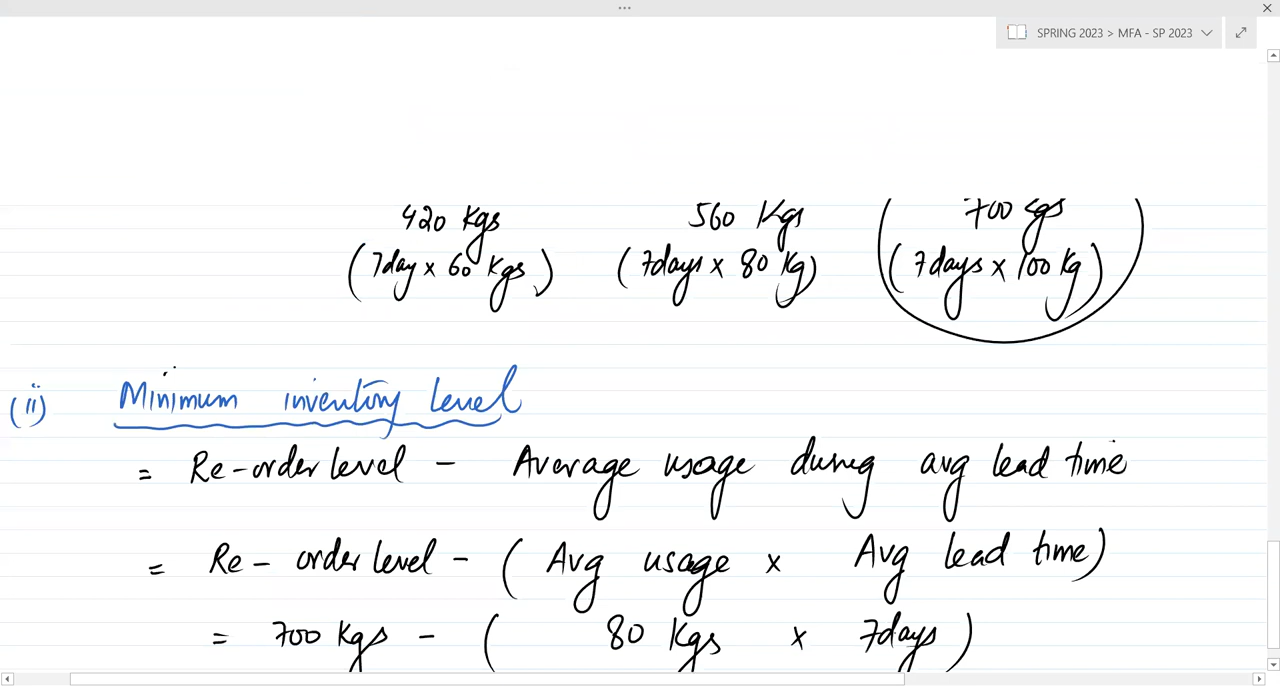 SPRING 2023 > MFA - SP 2023
420 Kgs 560 Kgs 700 kgs
(7day x 60 Kgs) (7days x 80 Kg) (7days x 100 Kg)
(ii) Minimum inventory level
= Re-order level - Average usage during avg lead time
= Re-order level - (Avg usage x Avg lead time)
= 700 Kgs - ( 80 Kgs x 7days )